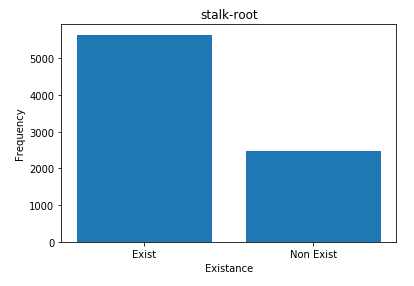 stalk-root
Frequency
5000
4000
3000
2000
1000
0
Exist
Non Exist
Existance